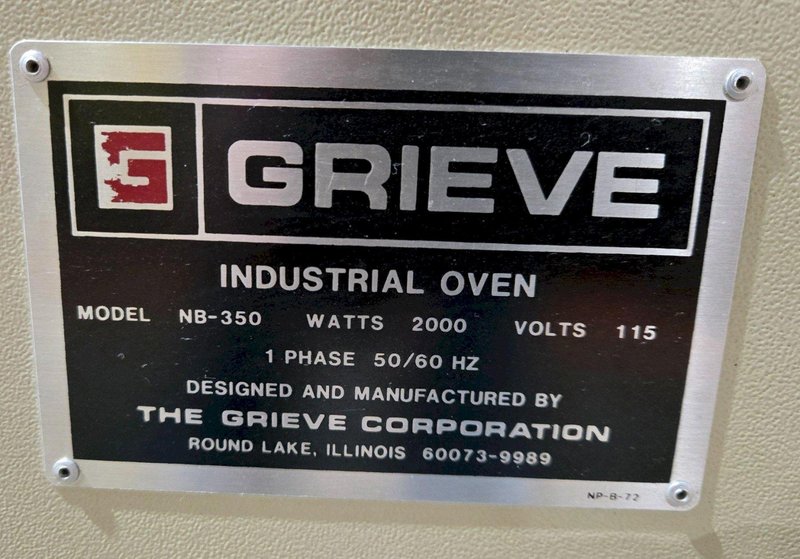 G GRIEVE
INDUSTRIAL OVEN
MODEL NB-350 WATTS 2000 VOLTS 115
1 PHASE 50/60 HZ
DESIGNED AND MANUFACTURED BY
THE GRIEVE CORPORATION
ROUND LAKE, ILLINOIS 60073-9989
NP-B-72